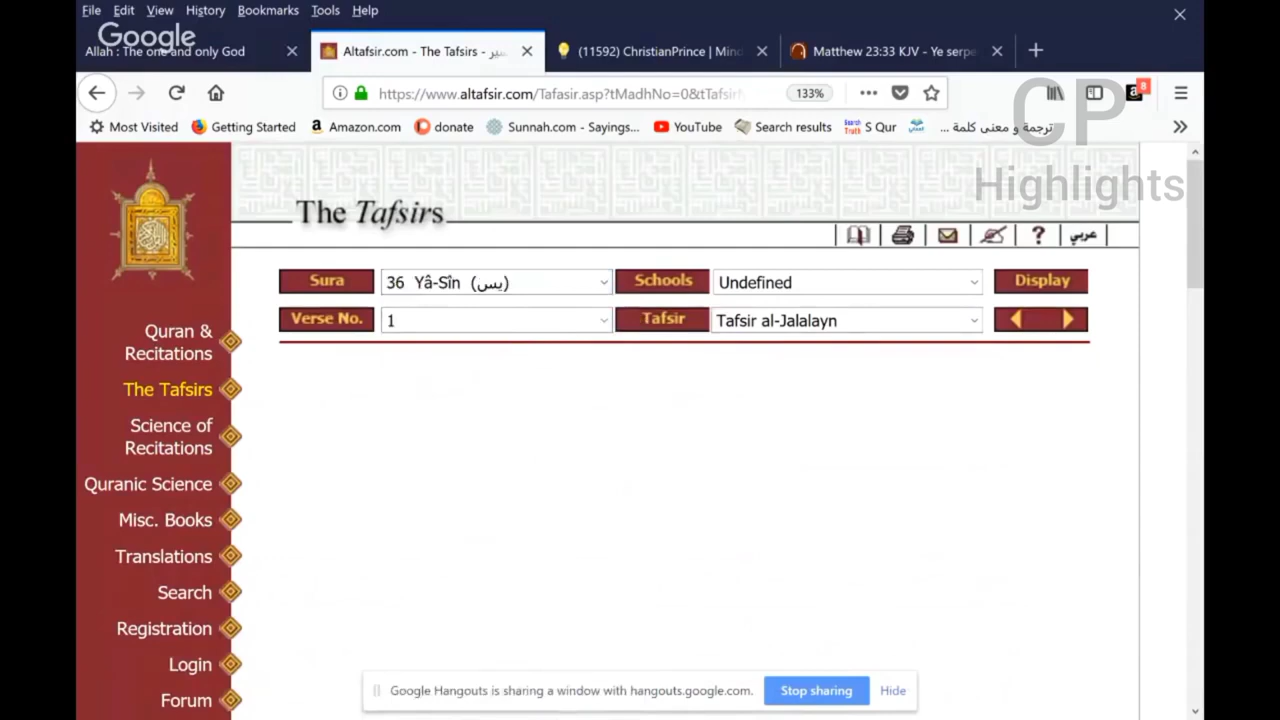 File Edit View History Bookmarks Tools Help
Google
Allah : The one and only God
Altafsir.com - The Tafsirs -
(11592) ChristianPrince | Mind
Matthew 23:33 KJV - Ye serpe
https://www.altafsir.com/Tafasir.asp?tMadhNo=0&tTafsirN
133%
8
Most Visited Getting Started Amazon.com donate Sunnah.com - Sayings... YouTube Search results S Qur ترجمة و معنى كلمة ...
CP
Highlights
The Tafsirs
? عربي
Sura 36 Yâ-Sîn (يس) Schools Undefined Display
Verse No. 1 Tafsir Tafsir al-Jalalayn
Quran &
Recitations
The Tafsirs
Science of
Recitations
Quranic Science
Misc. Books
Translations
Search
Registration
Login
Forum
Google Hangouts is sharing a window with hangouts.google.com. Stop sharing Hide